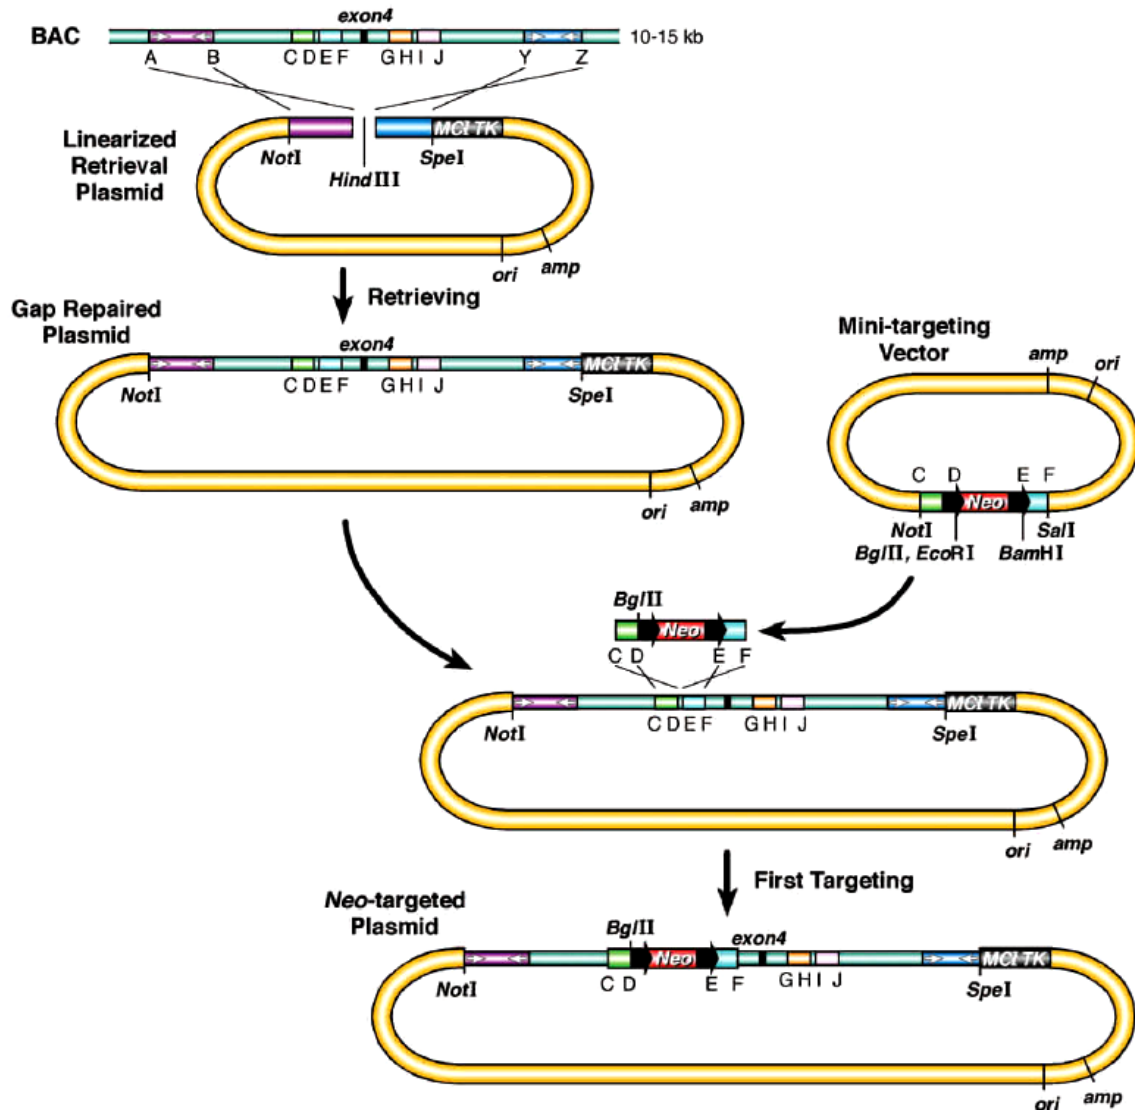 exon4
BAC 10-15 kb
A B C D E F G H I J Y Z
Linearized
Retrieval
Plasmid
MCI TK
NotI SpeI
HindIII
ori amp
Retrieving
Gap Repaired
Plasmid
exon4
MCI TK
C D E F G H I J
NotI SpeI
ori amp
Mini-targeting
Vector
amp ori
C D E F
Neo
NotI SalI
BglII, EcoRI BamHI
BglII
Neo
C D E F
MCI TK
C D E F G H I J
NotI SpeI
ori amp
First Targeting
Neo-targeted
Plasmid
BglII
exon4
Neo MCI TK
C D E F G H I J
NotI SpeI
ori amp